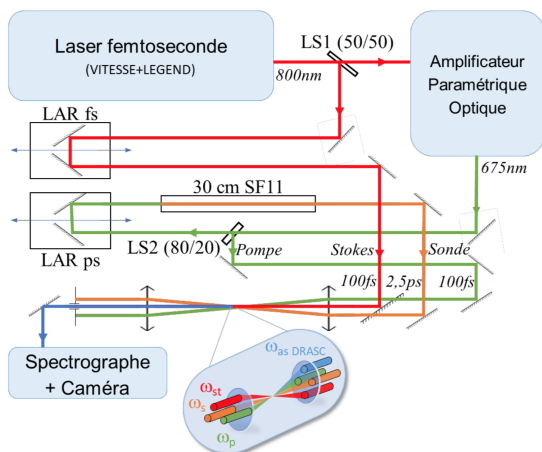 Laser femtoseconde
(VITESSE+LEGEND)
LS1 (50/50)
800nm
Amplificateur
Paramétrique
Optique
LAR fs
675nm
30 cm SF11
LAR ps
LS2 (80/20)
Pompe
Stokes
Sonde
100fs
2,5ps
100fs
Spectrographe
+ Caméra
ωas DRASC
ωst
ωs
ωp